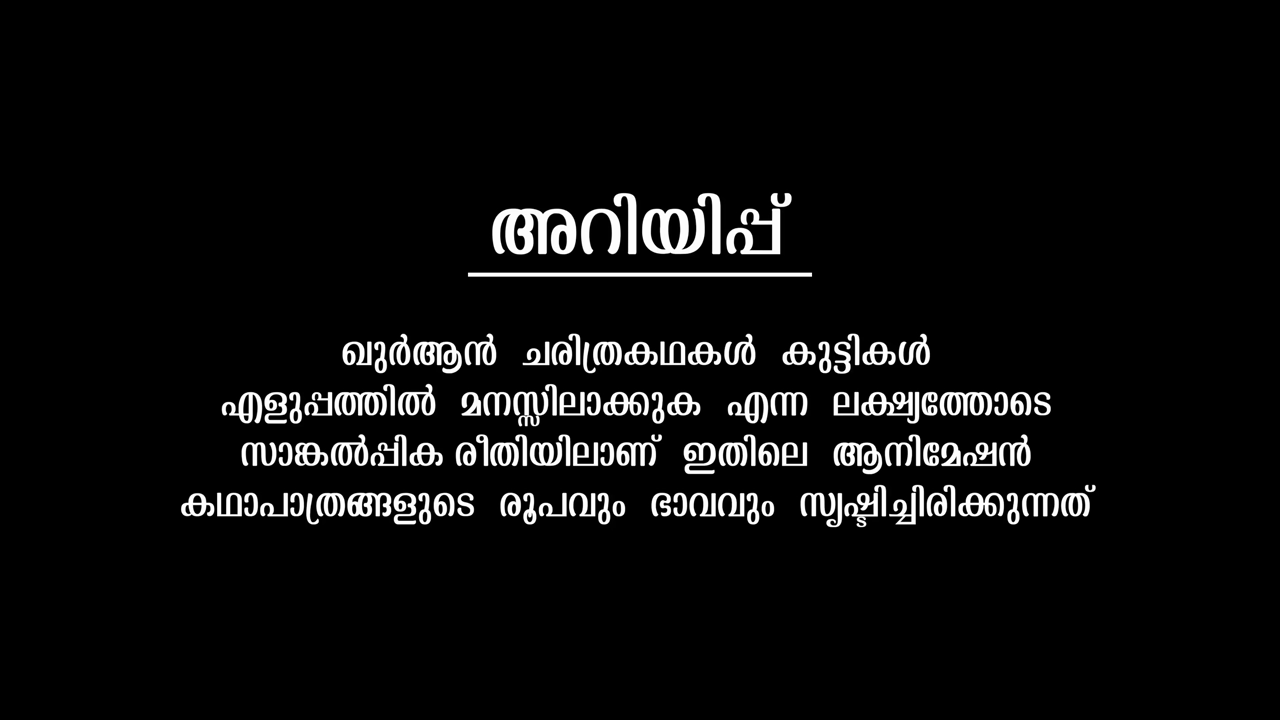 അറിയിപ്പ്
ഖുർആൻ ചരിത്രകഥകൾ കുട്ടികൾ
എളുപ്പത്തിൽ മനസ്സിലാക്കുക എന്ന ലക്ഷ്യത്തോടെ
സാങ്കൽപ്പിക രീതിയിലാണ് ഇതിലെ ആനിമേഷൻ
കഥാപാത്രങ്ങളുടെ രൂപവും ഭാവവും സൃഷ്ടിച്ചിരിക്കുന്നത്